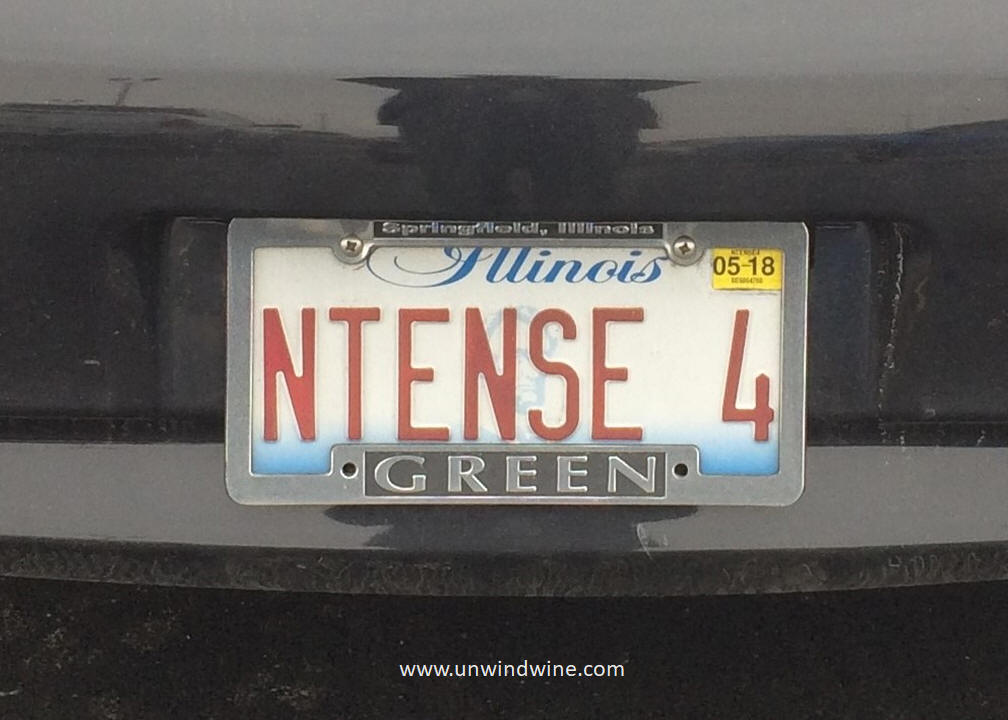 Springfield, Illinois
Illinois
05-18
NTENSE 4
GREEN
www.unwindwine.com